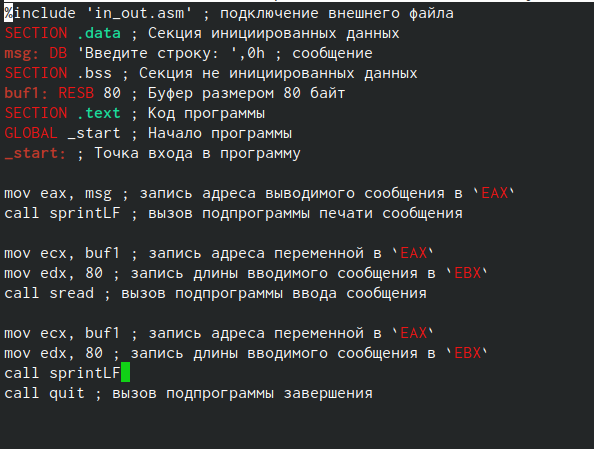 %include 'in_out.asm' ; подключение внешнего файла
SECTION .data ; Секция инициированных данных
msg: DB 'Введите строку: ',0h ; сообщение
SECTION .bss ; Секция не инициированных данных
buf1: RESB 80 ; Буфер размером 80 байт
SECTION .text ; Код программы
GLOBAL _start ; Начало программы
_start: ; Точка входа в программу
mov eax, msg ; запись адреса выводимого сообщения в `EAX`
call sprintLF ; вызов подпрограммы печати сообщения
mov ecx, buf1 ; запись адреса переменной в `EAX`
mov edx, 80 ; запись длины вводимого сообщения в `EBX`
call sread ; вызов подпрограммы ввода сообщения
mov ecx, buf1 ; запись адреса переменной в `EAX`
mov edx, 80 ; запись длины вводимого сообщения в `EBX`
call sprintLF
call quit ; вызов подпрограммы завершения